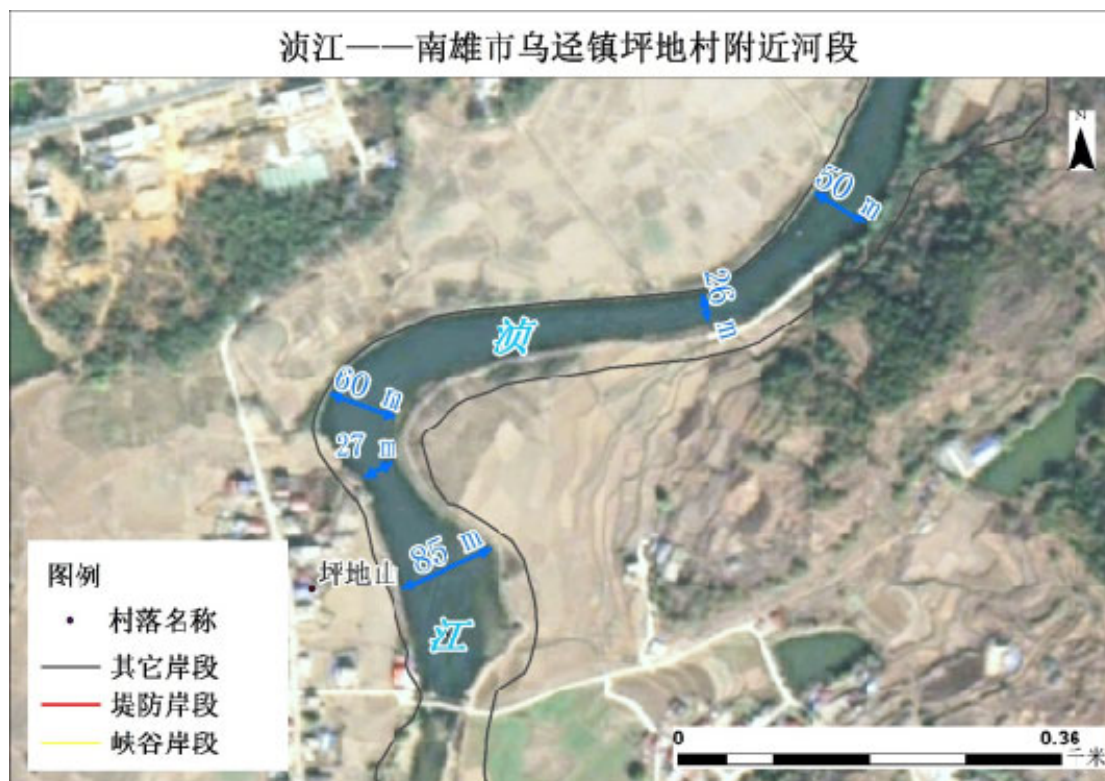 浈江——南雄市乌迳镇坪地村附近河段
N
50 m
26 m
浈
60 m
27 m
85 m
坪地山
江
图例
村落名称
其它岸段
堤防岸段
峡谷岸段
0 0.36
千米